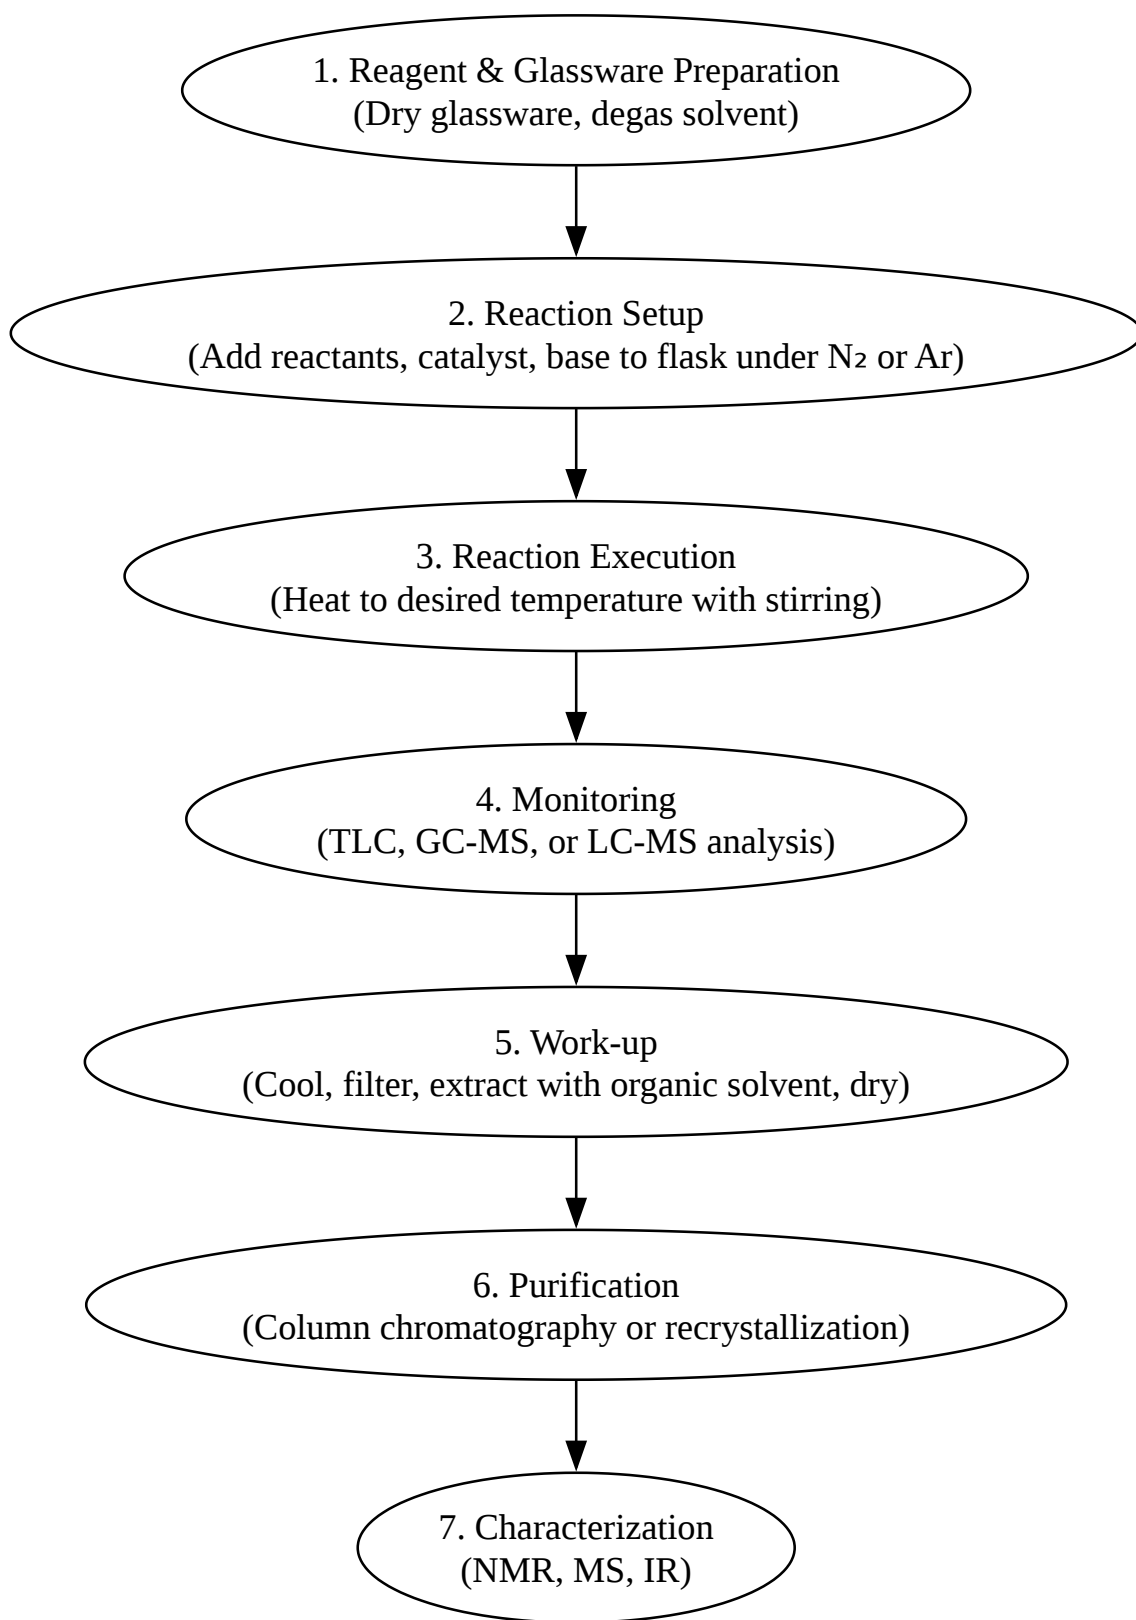 1. Reagent & Glassware Preparation
(Dry glassware, degas solvent)
2. Reaction Setup
(Add reactants, catalyst, base to flask under N₂ or Ar)
3. Reaction Execution
(Heat to desired temperature with stirring)
4. Monitoring
(TLC, GC-MS, or LC-MS analysis)
5. Work-up
(Cool, filter, extract with organic solvent, dry)
6. Purification
(Column chromatography or recrystallization)
7. Characterization
(NMR, MS, IR)